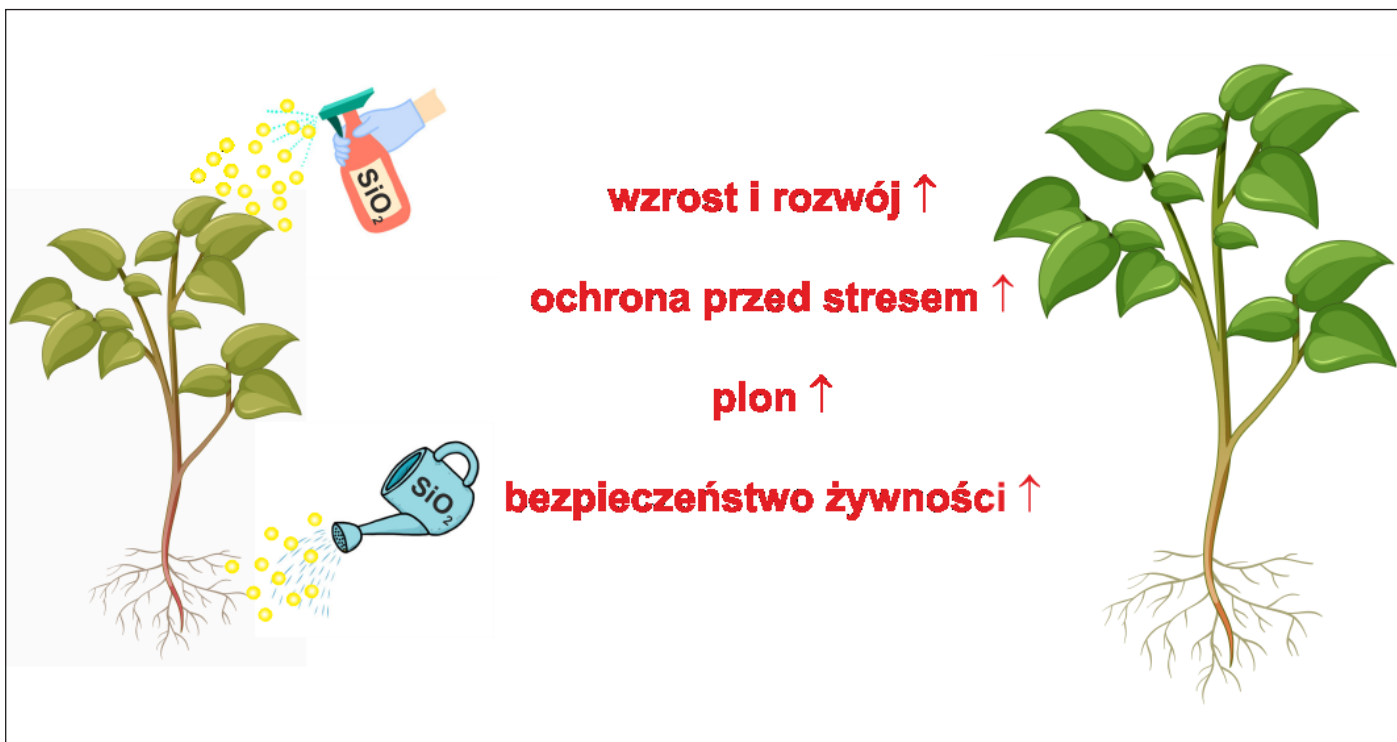 SiO₂
wzrost i rozwój ↑
ochrona przed stresem ↑
plon ↑
SiO₂
bezpieczeństwo żywności ↑